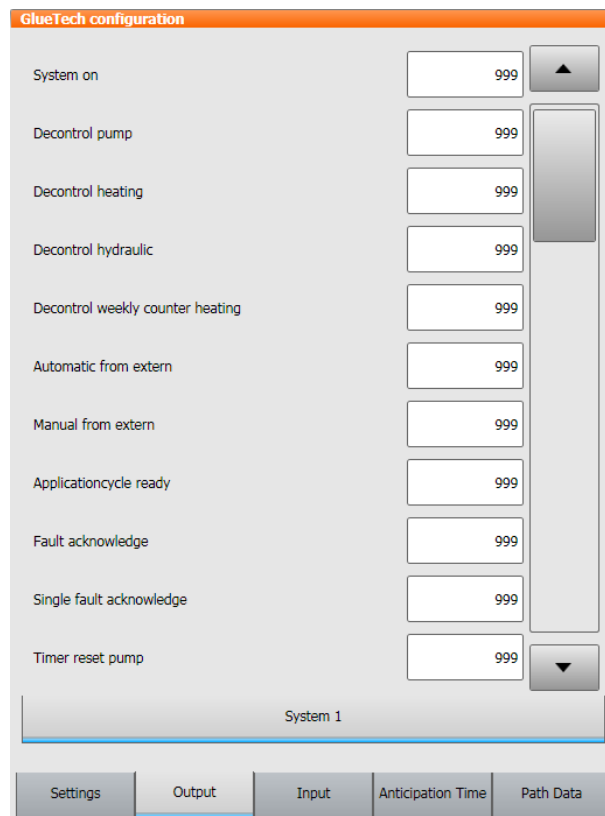 GlueTech configuration
System on 999
Decontrol pump 999
Decontrol heating 999
Decontrol hydraulic 999
Decontrol weekly counter heating 999
Automatic from extern 999
Manual from extern 999
Applicationcycle ready 999
Fault acknowledge 999
Single fault acknowledge 999
Timer reset pump 999
System 1
Settings Output Input Anticipation Time Path Data